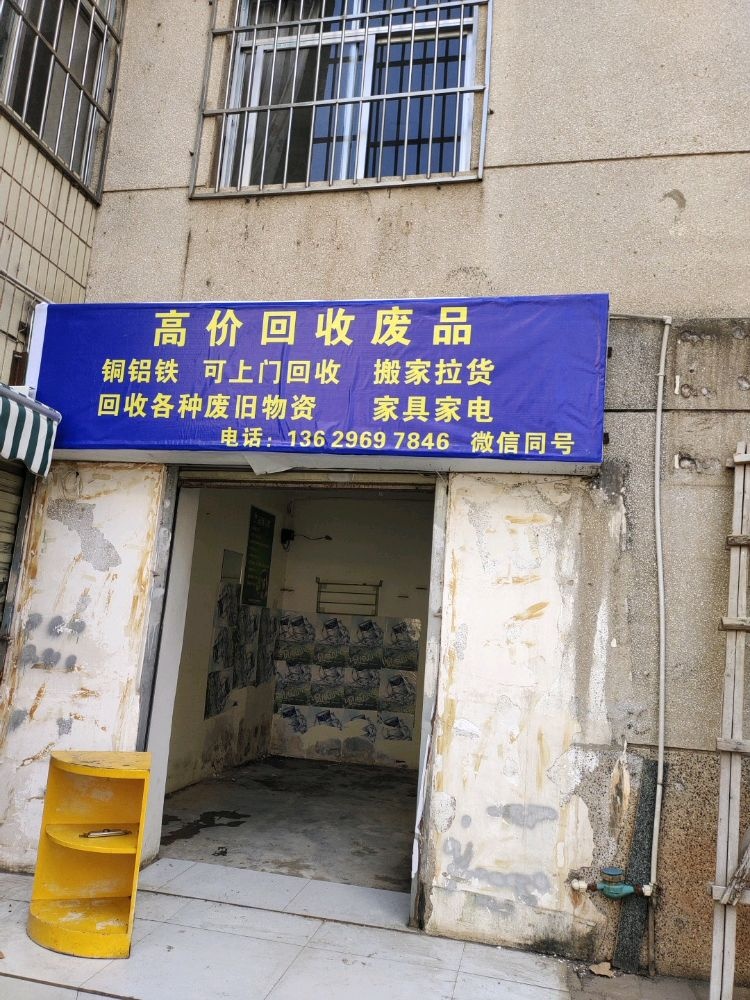 高价回收废品
铜铝铁 可上门回收 搬家拉货
回收各种废旧物资 家具家电
电话：136 2969 7846 微信同号